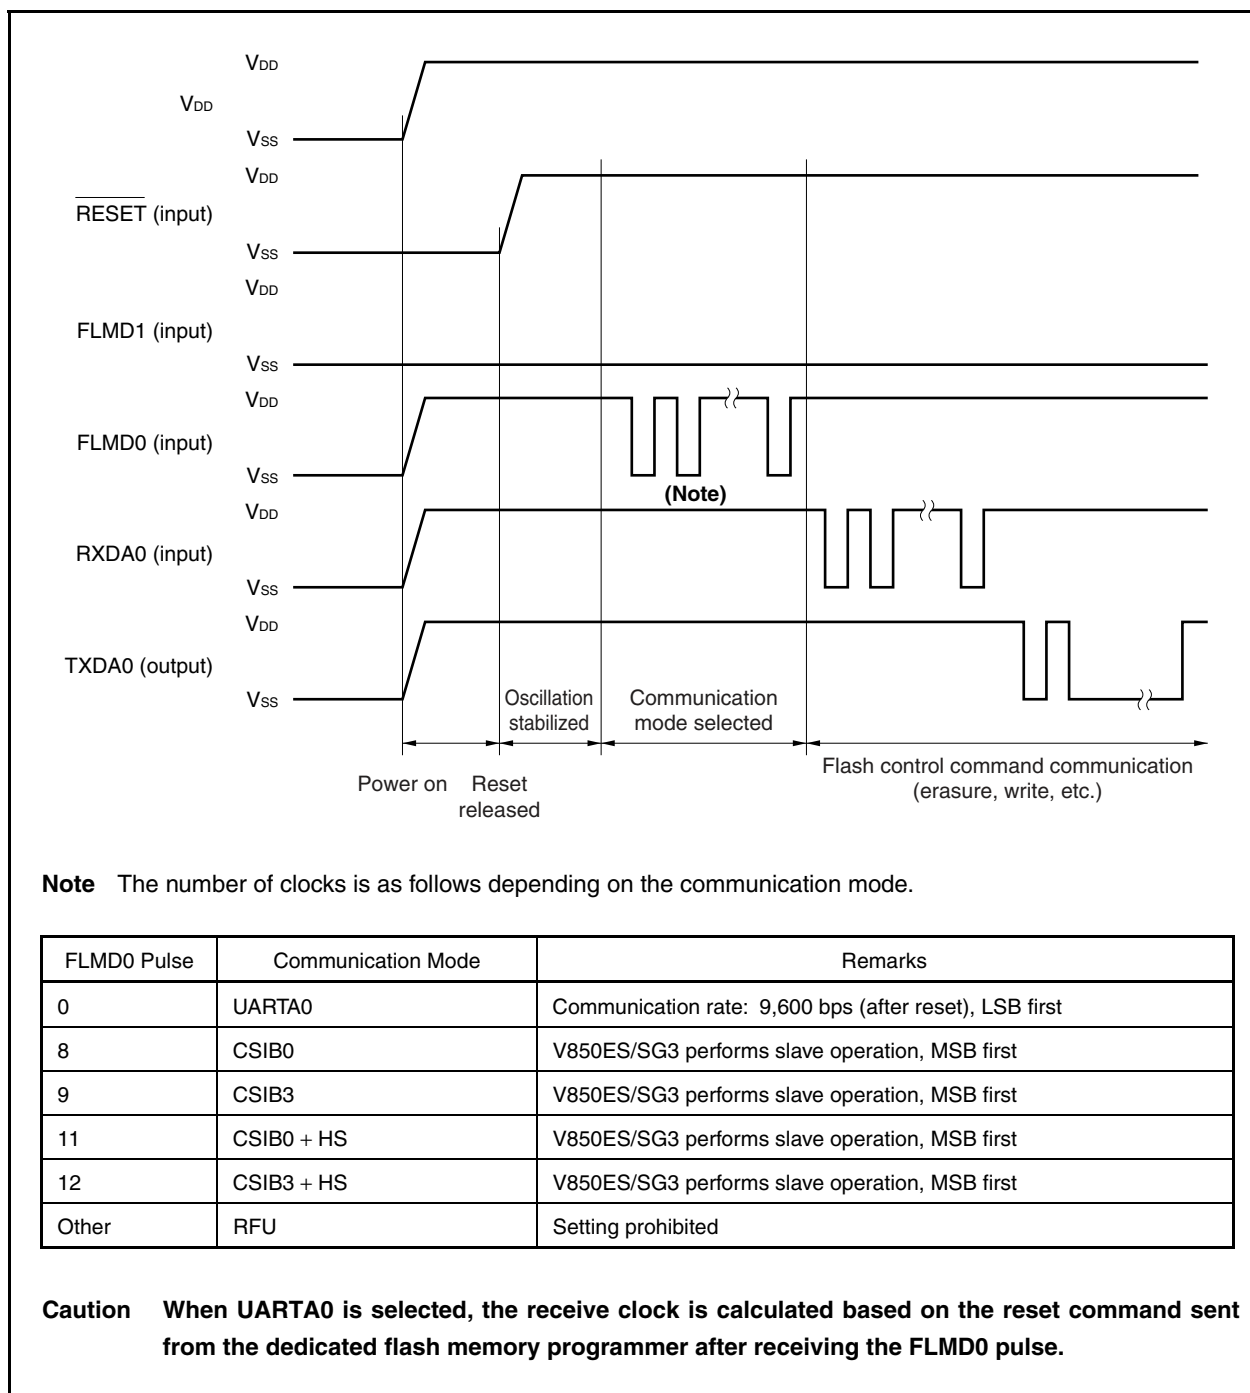 VDD
VDD
VSS
VDD
RESET (input)
VSS
VDD
FLMD1 (input)
VSS
VDD
FLMD0 (input)
VSS
(Note)
VDD
RXDA0 (input)
VSS
VDD
TXDA0 (output)
VSS
Oscillation
stabilized
Communication
mode selected
Power on
Reset
released
Flash control command communication
(erasure, write, etc.)
Note The number of clocks is as follows depending on the communication mode.
FLMD0 Pulse Communication Mode Remarks
0 UARTA0 Communication rate: 9,600 bps (after reset), LSB first
8 CSIB0 V850ES/SG3 performs slave operation, MSB first
9 CSIB3 V850ES/SG3 performs slave operation, MSB first
11 CSIB0 + HS V850ES/SG3 performs slave operation, MSB first
12 CSIB3 + HS V850ES/SG3 performs slave operation, MSB first
Other RFU Setting prohibited
Caution When UARTA0 is selected, the receive clock is calculated based on the reset command sent
from the dedicated flash memory programmer after receiving the FLMD0 pulse.